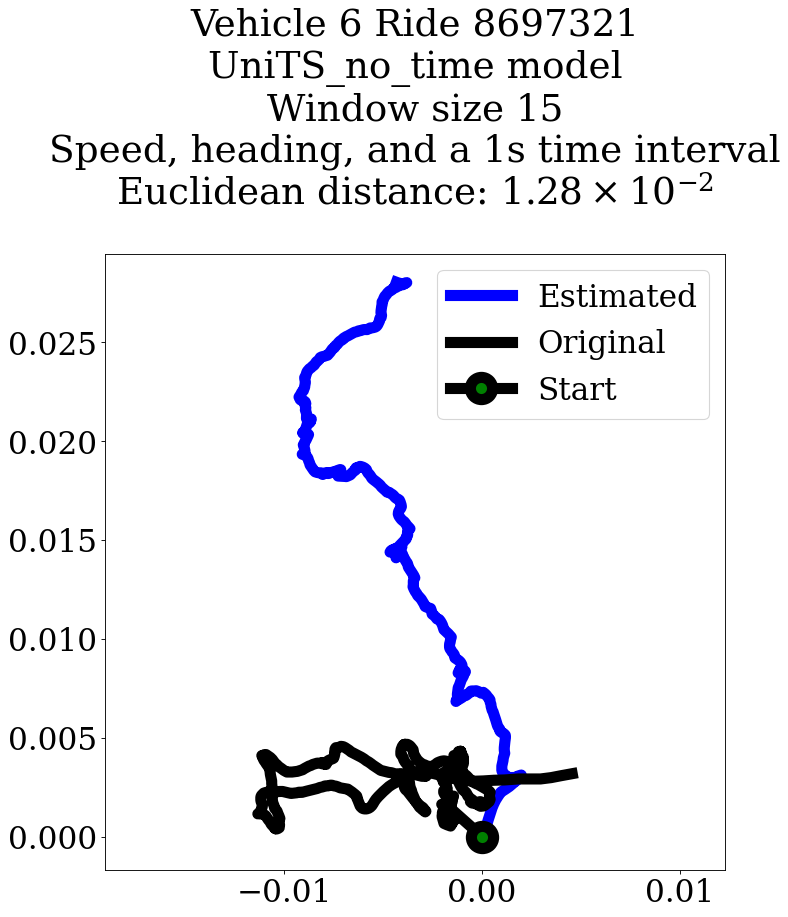 Vehicle 6 Ride 8697321
UniTS_no_time model
Window size 15
Speed, heading, and a 1s time interval
Euclidean distance: 1.28 × 10⁻²
Estimated
Original
Start
0.025
0.020
0.015
0.010
0.005
0.000
−0.01
0.00
0.01